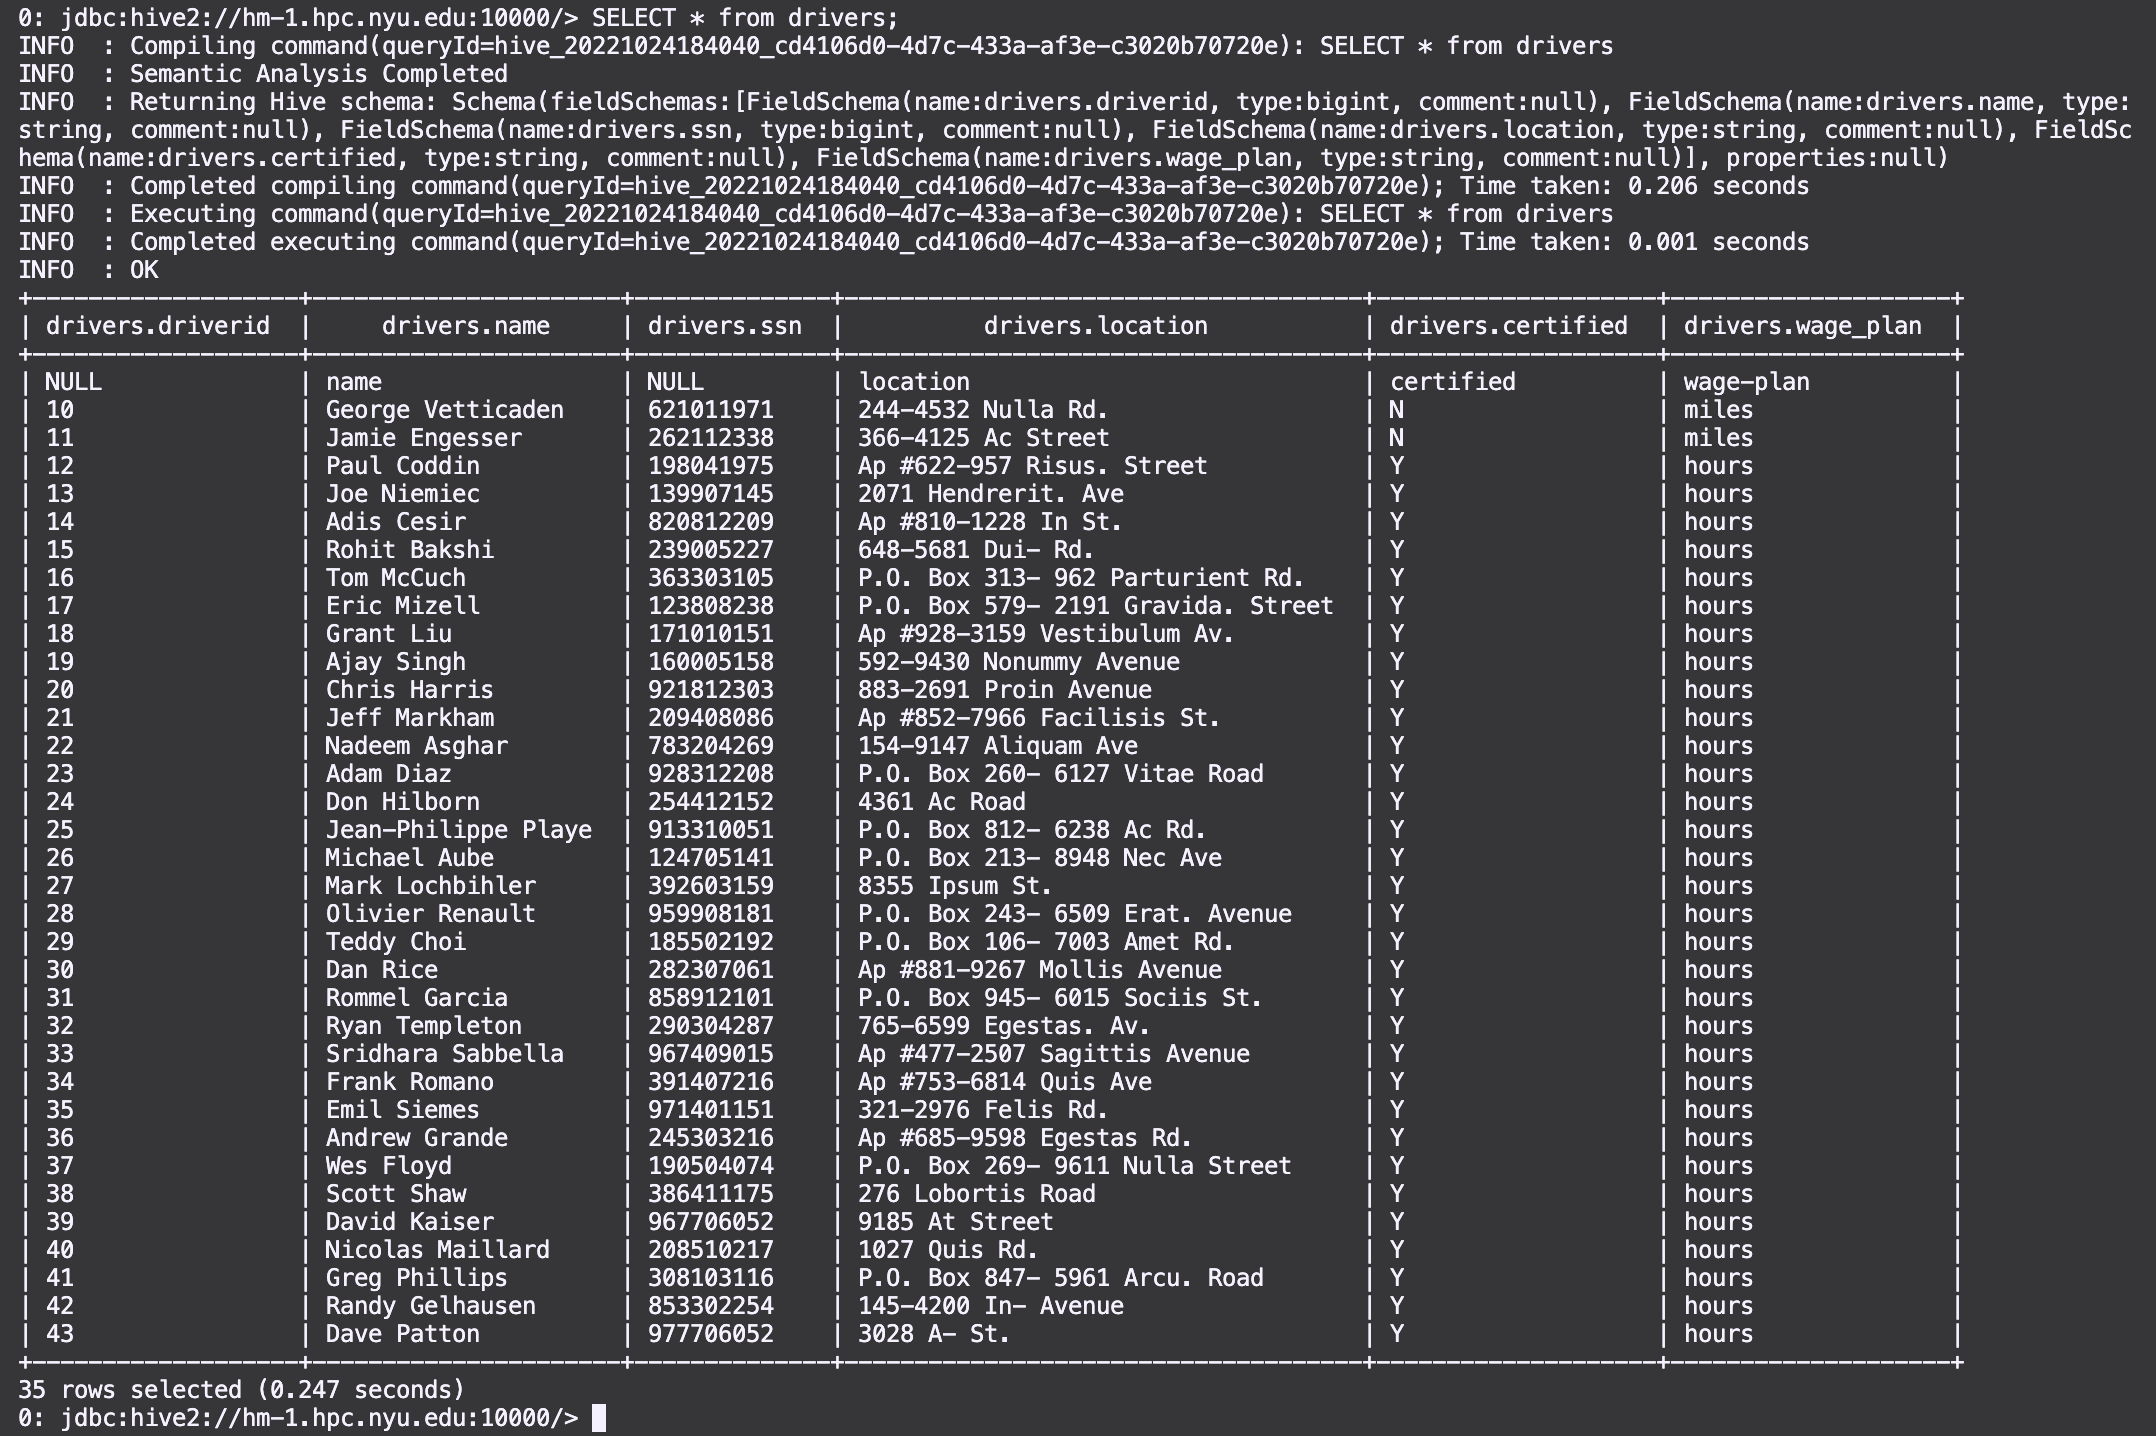 0: jdbc:hive2://hm-1.hpc.nyu.edu:10000/> SELECT * from drivers;
INFO  : Compiling command(queryId=hive_20221024184040_cd4106d0-4d7c-433a-af3e-c3020b70720e): SELECT * from drivers
INFO  : Semantic Analysis Completed
INFO  : Returning Hive schema: Schema(fieldSchemas:[FieldSchema(name:drivers.driverid, type:bigint, comment:null), FieldSchema(name:drivers.name, type:
string, comment:null), FieldSchema(name:drivers.ssn, type:bigint, comment:null), FieldSchema(name:drivers.location, type:string, comment:null), FieldSc
hema(name:drivers.certified, type:string, comment:null), FieldSchema(name:drivers.wage_plan, type:string, comment:null)], properties:null)
INFO  : Completed compiling command(queryId=hive_20221024184040_cd4106d0-4d7c-433a-af3e-c3020b70720e); Time taken: 0.206 seconds
INFO  : Executing command(queryId=hive_20221024184040_cd4106d0-4d7c-433a-af3e-c3020b70720e): SELECT * from drivers
INFO  : Completed executing command(queryId=hive_20221024184040_cd4106d0-4d7c-433a-af3e-c3020b70720e); Time taken: 0.001 seconds
INFO  : OK
| drivers.driverid | drivers.name | drivers.ssn | drivers.location | drivers.certified | drivers.wage_plan |
| NULL | name | NULL | location | certified | wage-plan |
| 10 | George Vetticaden | 621011971 | 244-4532 Nulla Rd. | N | miles |
| 11 | Jamie Engesser | 262112338 | 366-4125 Ac Street | N | miles |
| 12 | Paul Coddin | 198041975 | Ap #622-957 Risus. Street | Y | hours |
| 13 | Joe Niemiec | 139907145 | 2071 Hendrerit. Ave | Y | hours |
| 14 | Adis Cesir | 820812209 | Ap #810-1228 In St. | Y | hours |
| 15 | Rohit Bakshi | 239005227 | 648-5681 Dui- Rd. | Y | hours |
| 16 | Tom McCuch | 363303105 | P.O. Box 313- 962 Parturient Rd. | Y | hours |
| 17 | Eric Mizell | 123808238 | P.O. Box 579- 2191 Gravida. Street | Y | hours |
| 18 | Grant Liu | 171010151 | Ap #928-3159 Vestibulum Av. | Y | hours |
| 19 | Ajay Singh | 160005158 | 592-9430 Nonummy Avenue | Y | hours |
| 20 | Chris Harris | 921812303 | 883-2691 Proin Avenue | Y | hours |
| 21 | Jeff Markham | 209408086 | Ap #852-7966 Facilisis St. | Y | hours |
| 22 | Nadeem Asghar | 783204269 | 154-9147 Aliquam Ave | Y | hours |
| 23 | Adam Diaz | 928312208 | P.O. Box 260- 6127 Vitae Road | Y | hours |
| 24 | Don Hilborn | 254412152 | 4361 Ac Road | Y | hours |
| 25 | Jean-Philippe Playe | 913310051 | P.O. Box 812- 6238 Ac Rd. | Y | hours |
| 26 | Michael Aube | 124705141 | P.O. Box 213- 8948 Nec Ave | Y | hours |
| 27 | Mark Lochbihler | 392603159 | 8355 Ipsum St. | Y | hours |
| 28 | Olivier Renault | 959908181 | P.O. Box 243- 6509 Erat. Avenue | Y | hours |
| 29 | Teddy Choi | 185502192 | P.O. Box 106- 7003 Amet Rd. | Y | hours |
| 30 | Dan Rice | 282307061 | Ap #881-9267 Mollis Avenue | Y | hours |
| 31 | Rommel Garcia | 858912101 | P.O. Box 945- 6015 Sociis St. | Y | hours |
| 32 | Ryan Templeton | 290304287 | 765-6599 Egestas. Av. | Y | hours |
| 33 | Sridhara Sabbella | 967409015 | Ap #477-2507 Sagittis Avenue | Y | hours |
| 34 | Frank Romano | 391407216 | Ap #753-6814 Quis Ave | Y | hours |
| 35 | Emil Siemes | 971401151 | 321-2976 Felis Rd. | Y | hours |
| 36 | Andrew Grande | 245303216 | Ap #685-9598 Egestas Rd. | Y | hours |
| 37 | Wes Floyd | 190504074 | P.O. Box 269- 9611 Nulla Street | Y | hours |
| 38 | Scott Shaw | 386411175 | 276 Lobortis Road | Y | hours |
| 39 | David Kaiser | 967706052 | 9185 At Street | Y | hours |
| 40 | Nicolas Maillard | 208510217 | 1027 Quis Rd. | Y | hours |
| 41 | Greg Phillips | 308103116 | P.O. Box 847- 5961 Arcu. Road | Y | hours |
| 42 | Randy Gelhausen | 853302254 | 145-4200 In- Avenue | Y | hours |
| 43 | Dave Patton | 977706052 | 3028 A- St. | Y | hours |
35 rows selected (0.247 seconds)
0: jdbc:hive2://hm-1.hpc.nyu.edu:10000/>